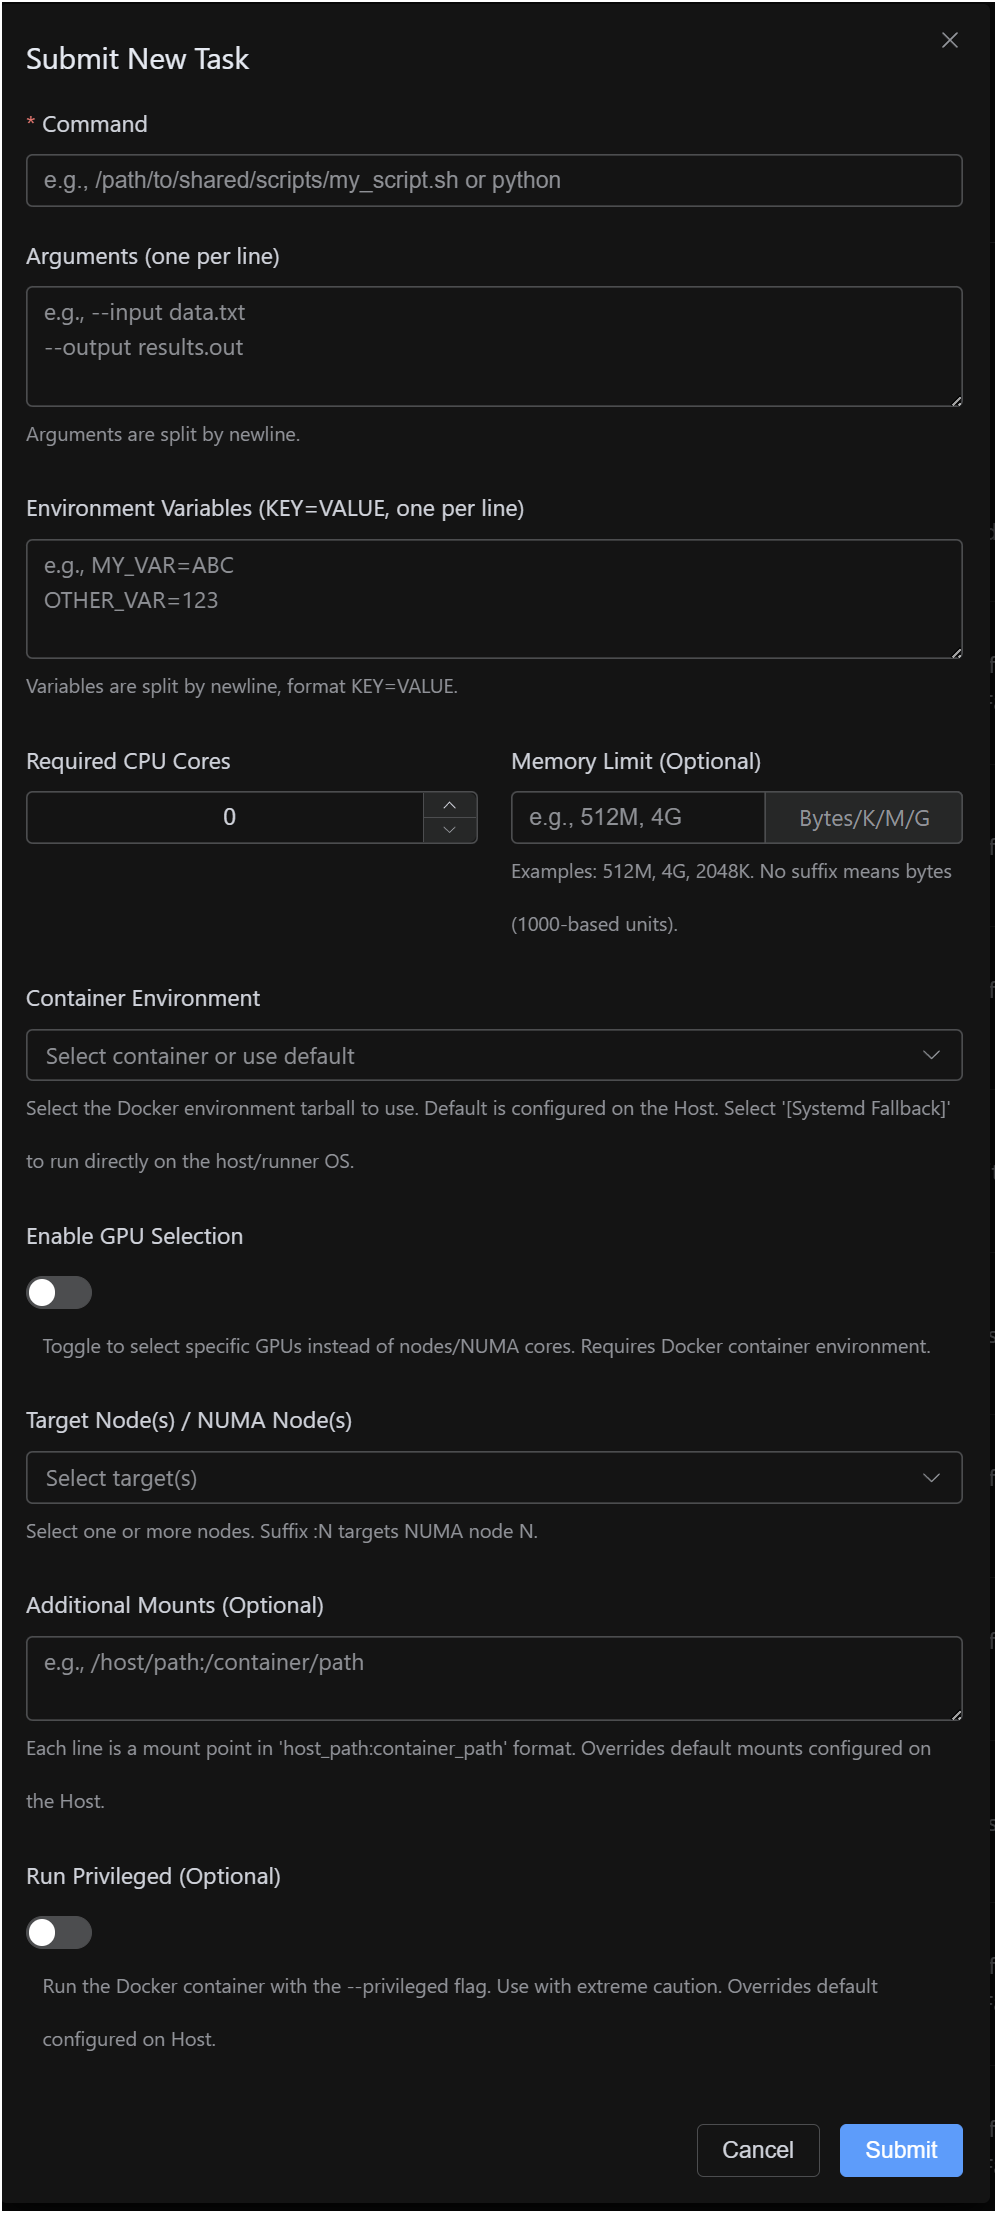 Submit New Task
* Command
e.g., /path/to/shared/scripts/my_script.sh or python
Arguments (one per line)
e.g., --input data.txt
--output results.out
Arguments are split by newline.
Environment Variables (KEY=VALUE, one per line)
e.g., MY_VAR=ABC
OTHER_VAR=123
Variables are split by newline, format KEY=VALUE.
Required CPU Cores
0
Memory Limit (Optional)
e.g., 512M, 4G
Bytes/K/M/G
Examples: 512M, 4G, 2048K. No suffix means bytes
(1000-based units).
Container Environment
Select container or use default
Select the Docker environment tarball to use. Default is configured on the Host. Select '[Systemd Fallback]'
to run directly on the host/runner OS.
Enable GPU Selection
Toggle to select specific GPUs instead of nodes/NUMA cores. Requires Docker container environment.
Target Node(s) / NUMA Node(s)
Select target(s)
Select one or more nodes. Suffix :N targets NUMA node N.
Additional Mounts (Optional)
e.g., /host/path:/container/path
Each line is a mount point in 'host_path:container_path' format. Overrides default mounts configured on
the Host.
Run Privileged (Optional)
Run the Docker container with the --privileged flag. Use with extreme caution. Overrides default
configured on Host.
Cancel
Submit